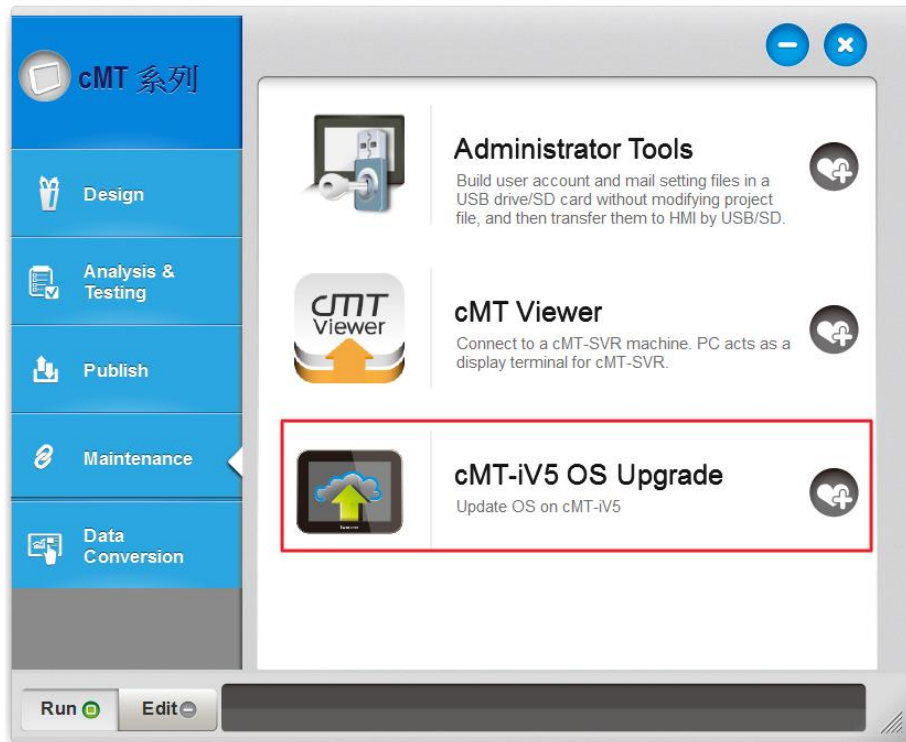 cMT 系列
Design
Analysis &
Testing
Publish
Maintenance
Data
Conversion
Administrator Tools
Build user account and mail setting files in a
USB drive/SD card without modifying project
file, and then transfer them to HMI by USB/SD.
cMT
Viewer
cMT Viewer
Connect to a cMT-SVR machine. PC acts as a
display terminal for cMT-SVR.
cMT-iV5 OS Upgrade
Update OS on cMT-iV5
Run
Edit